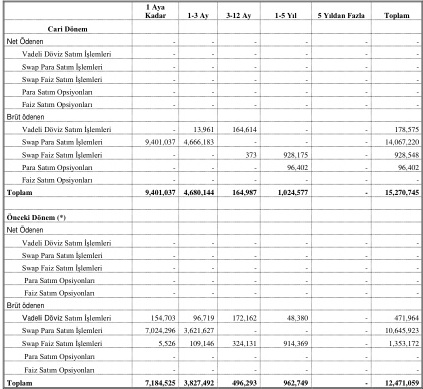 1 Aya Kadar 1-3 Ay 3-12 Ay 1-5 Yıl 5 Yıldan Fazla Toplam
Cari Dönem
Net Ödenen - - - - - -
Vadeli Döviz Satım İşlemleri - - - - - -
Swap Para Satım İşlemleri - - - - - -
Swap Faiz Satım İşlemleri - - - - - -
Para Satım Opsiyonları - - - - - -
Faiz Satım Opsiyonları - - - - - -
Brüt ödenen
Vadeli Döviz Satım İşlemleri - 13,961 164,614 - - 178,575
Swap Para Satım İşlemleri 9,401,037 4,666,183 - - - 14,067,220
Swap Faiz Satım İşlemleri - - 373 928,175 - 928,548
Para Satım Opsiyonları - - - 96,402 - 96,402
Faiz Satım Opsiyonları - - - - - -
Toplam 9,401,037 4,680,144 164,987 1,024,577 - 15,270,745
Önceki Dönem (*)
Net Ödenen
Vadeli Döviz Satım İşlemleri - - - - - -
Swap Para Satım İşlemleri - - - - - -
Swap Faiz Satım İşlemleri - - - - - -
Para Satım Opsiyonları - - - - - -
Faiz Satım Opsiyonları - - - - - -
Brüt ödenen
Vadeli Döviz Satım İşlemleri 154,703 96,719 172,162 48,380 - 471,964
Swap Para Satım İşlemleri 7,024,296 3,621,627 - - - 10,645,923
Swap Faiz Satım İşlemleri 5,526 109,146 324,131 914,369 - 1,353,172
Para Satım Opsiyonları - - - - - -
Faiz Satım Opsiyonları - - - - - -
Toplam 7,184,525 3,827,492 496,293 962,749 - 12,471,059